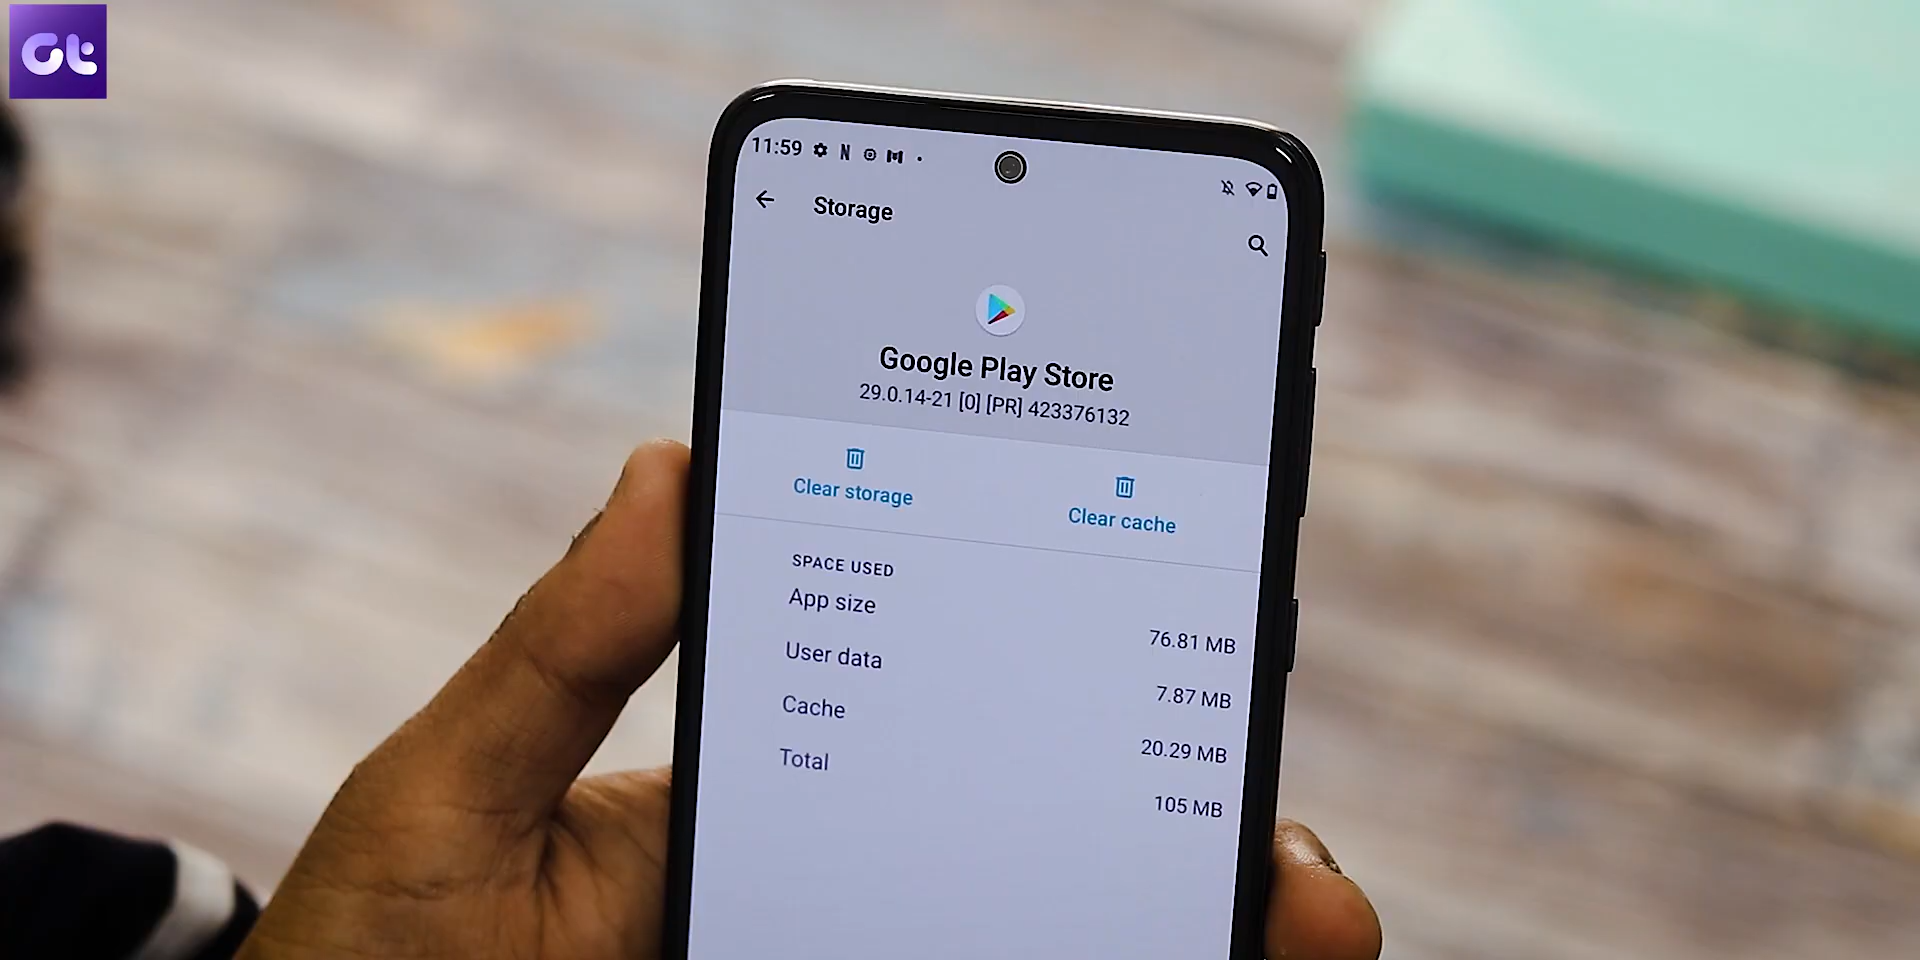 Gt
11:59
Storage
Google Play Store
29.0.14-21 [0] [PR] 423376132
Clear storage
Clear cache
SPACE USED
App size
76.81 MB
User data
7.87 MB
Cache
20.29 MB
Total
105 MB